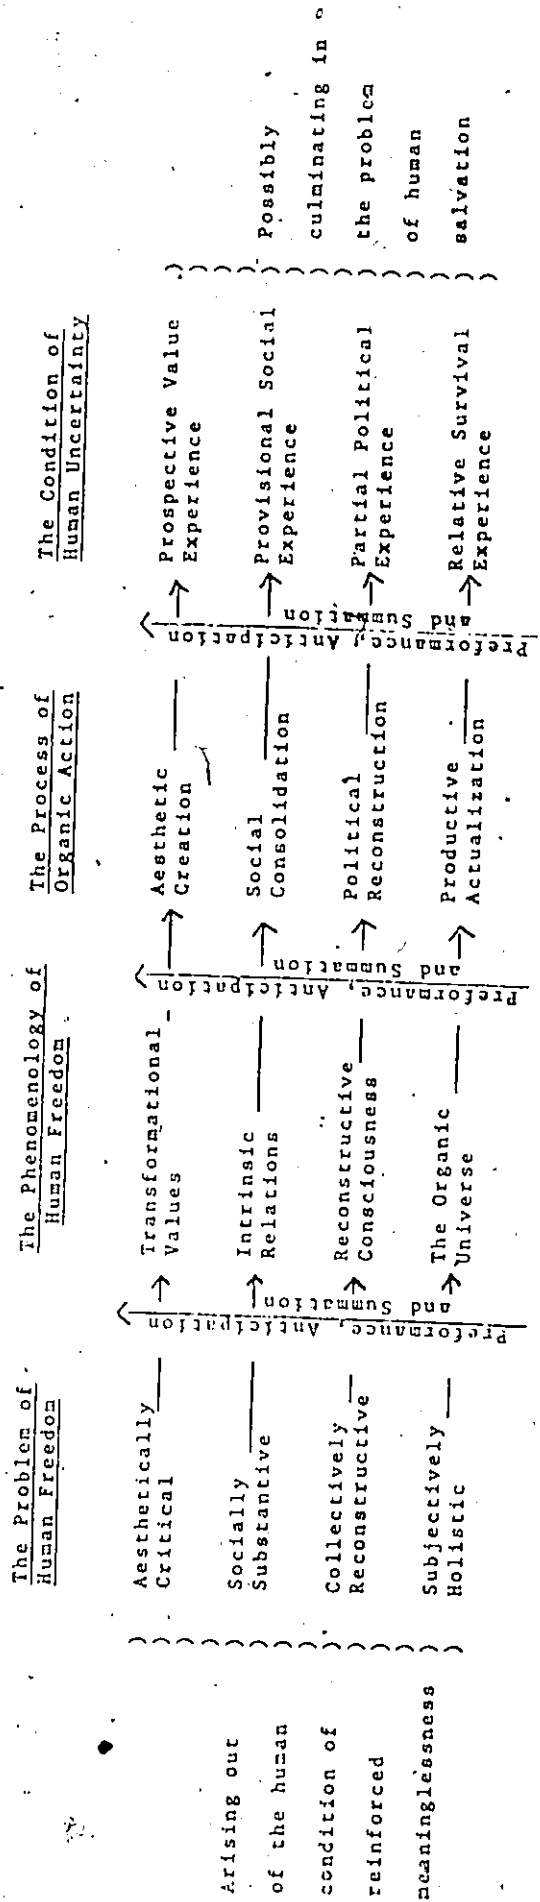 Arising out
of the human
condition of
reinforced
meaninglessness
The Problem of
Human Freedom
Aesthetically
Critical
Socially
Substantive
Collectively
Reconstructive
Subjectively
Holistic
Preformance, Anticipation
and Summation
The Phenomenology of
Human Freedom
Transformational
Values
Intrinsic
Relations
Reconstructive
Consciousness
The Organic
Universe
Preformance, Anticipation
and Summation
The Process of
Organic Action
Aesthetic
Creation
Social
Consolidation
Political
Reconstruction
Productive
Actualization
Preformance, Anticipation
and Summation
The Condition of
Human Uncertainty
Prospective Value
Experience
Provisional Social
Experience
Partial Political
Experience
Relative Survival
Experience
Possibly
culminating in
the problem
of human
salvation